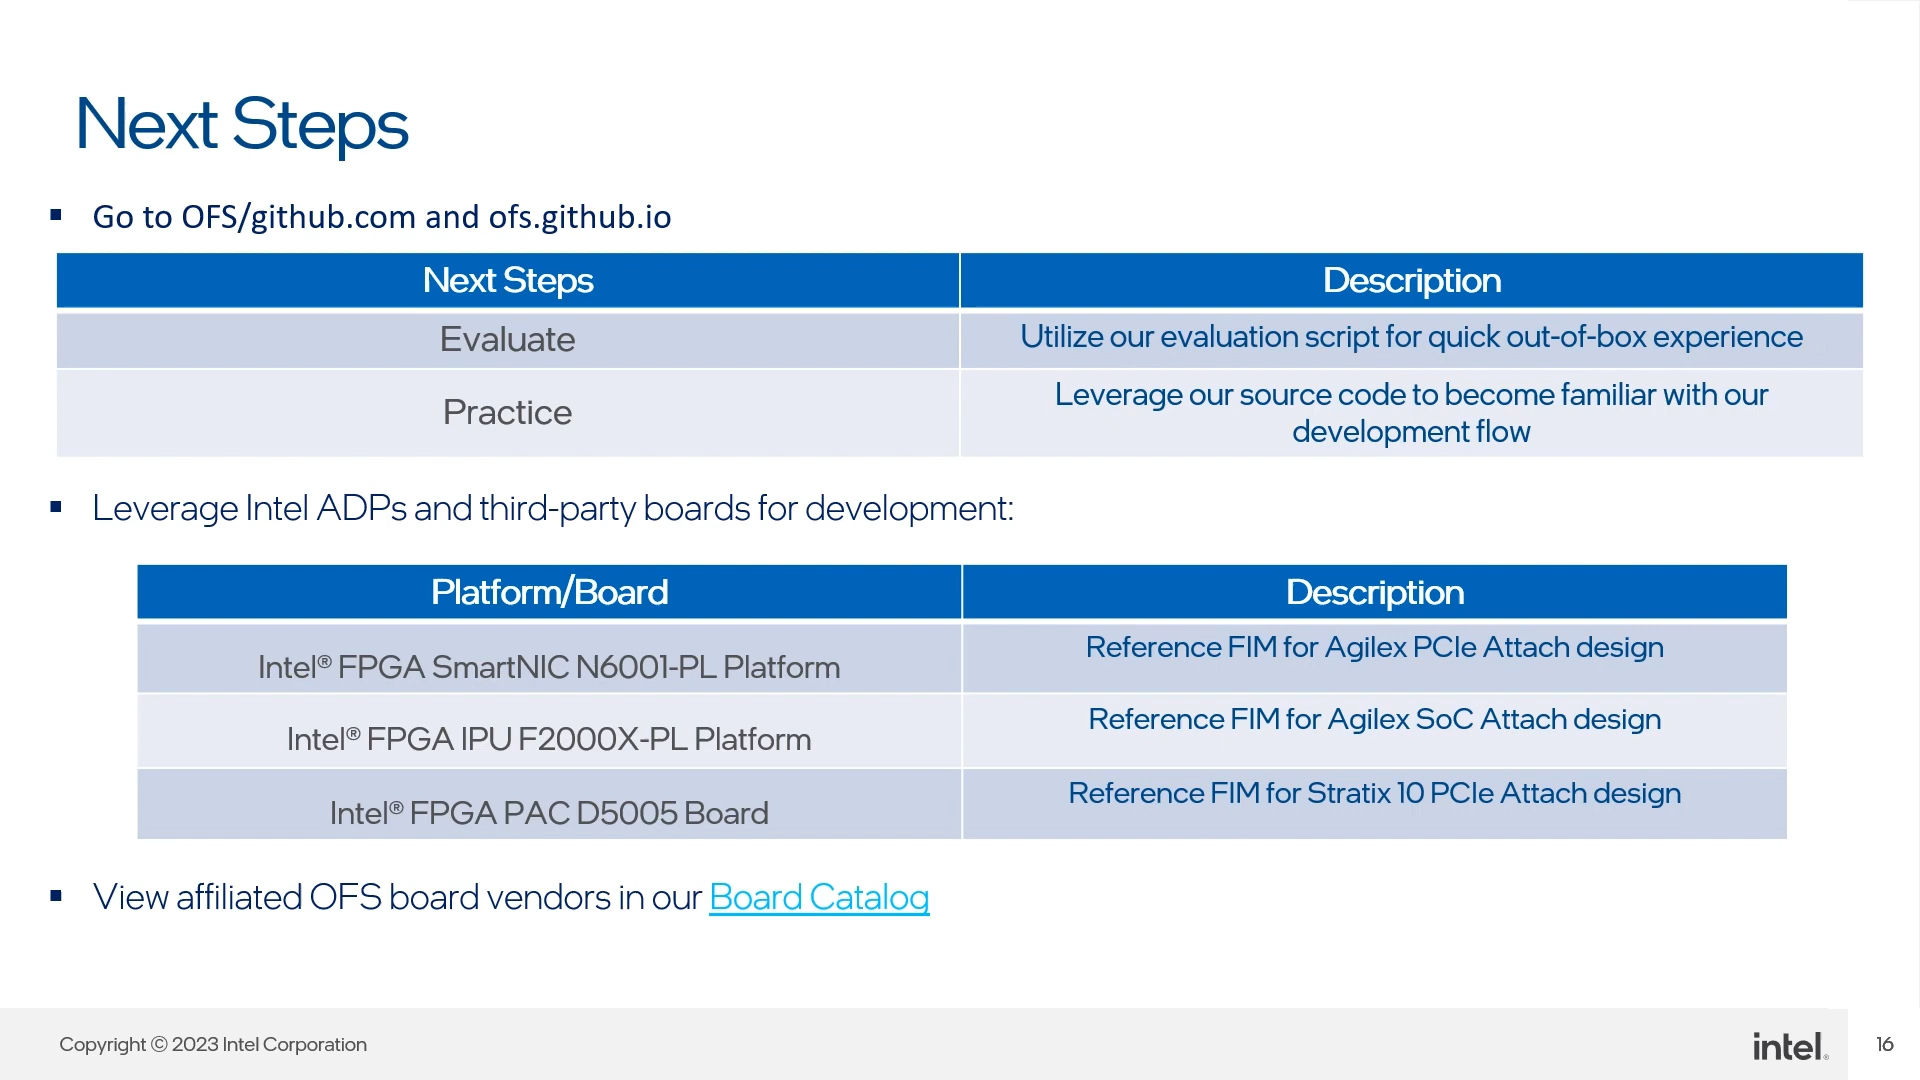 Next Steps
▪ Go to OFS/github.com and ofs.github.io
Next Steps
Description
Evaluate
Utilize our evaluation script for quick out-of-box experience
Practice
Leverage our source code to become familiar with our
development flow
▪ Leverage Intel ADPs and third-party boards for development:
Platform/Board
Description
Intel® FPGA SmartNIC N6001-PL Platform
Reference FIM for Agilex PCIe Attach design
Intel® FPGA IPU F2000X-PL Platform
Reference FIM for Agilex SoC Attach design
Intel® FPGA PAC D5005 Board
Reference FIM for Stratix 10 PCIe Attach design
▪ View affiliated OFS board vendors in our Board Catalog
Copyright © 2023 Intel Corporation
intel®
16